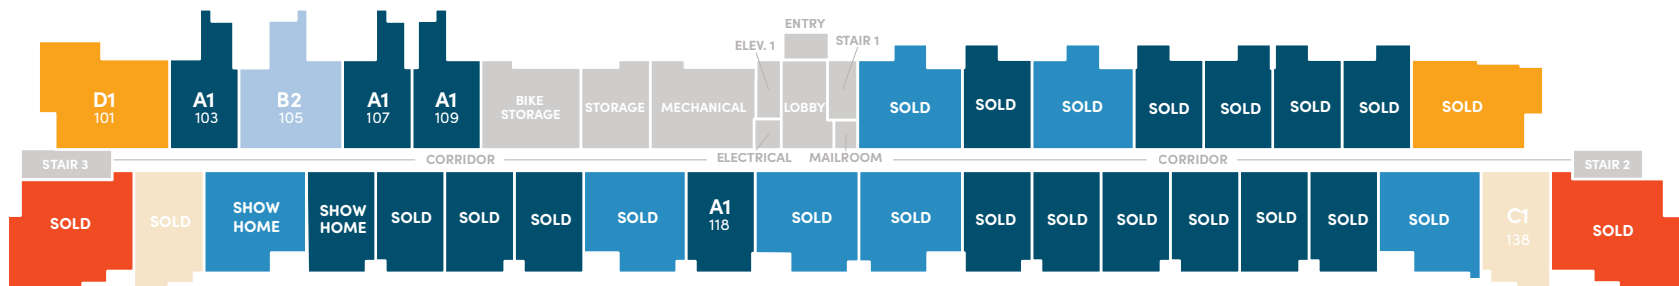 ENTRY
ELEV. 1
STAIR 1
D1
101
A1
103
B2
105
A1
107
A1
109
BIKE
STORAGE
STORAGE
MECHANICAL
LOBBY
SOLD
SOLD
SOLD
SOLD
SOLD
SOLD
SOLD
SOLD
STAIR 3
CORRIDOR
ELECTRICAL
MAILROOM
CORRIDOR
STAIR 2
SOLD
SOLD
SHOW
HOME
SHOW
HOME
SOLD
SOLD
SOLD
SOLD
A1
118
SOLD
SOLD
SOLD
SOLD
SOLD
SOLD
SOLD
SOLD
SOLD
C1
138
SOLD